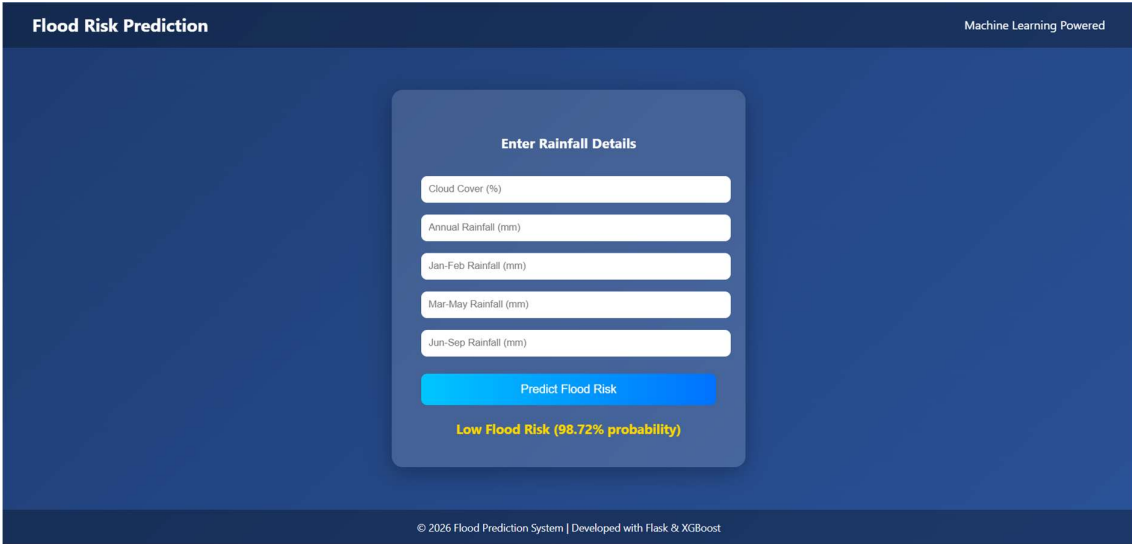 Flood Risk Prediction
Machine Learning Powered
Enter Rainfall Details
Cloud Cover (%)
Annual Rainfall (mm)
Jan-Feb Rainfall (mm)
Mar-May Rainfall (mm)
Jun-Sep Rainfall (mm)
Predict Flood Risk
Low Flood Risk (98.72% probability)
© 2026 Flood Prediction System | Developed with Flask & XGBoost